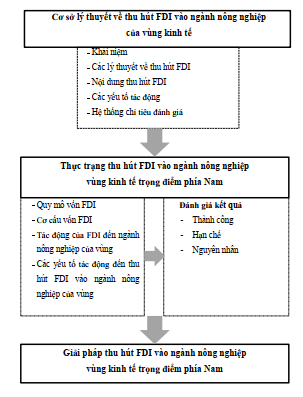 Cơ sở lý thuyết về thu hút FDI vào ngành nông nghiệp
của vùng kinh tế
- Khái niệm
- Các lý thuyết về thu hút FDI
- Nội dung thu hút FDI
- Các yếu tố tác động
- Hệ thống chỉ tiêu đánh giá
Thực trạng thu hút FDI vào ngành nông nghiệp
vùng kinh tế trọng điểm phía Nam
- Quy mô vốn FDI
- Cơ cấu vốn FDI
- Tác động của FDI đến ngành
nông nghiệp của vùng
- Các yếu tố tác động đến thu
hút FDI vào ngành nông
nghiệp của vùng
Đánh giá kết quả
- Thành công
- Hạn chế
- Nguyên nhân
Giải pháp thu hút FDI vào ngành nông nghiệp
vùng kinh tế trọng điểm phía Nam